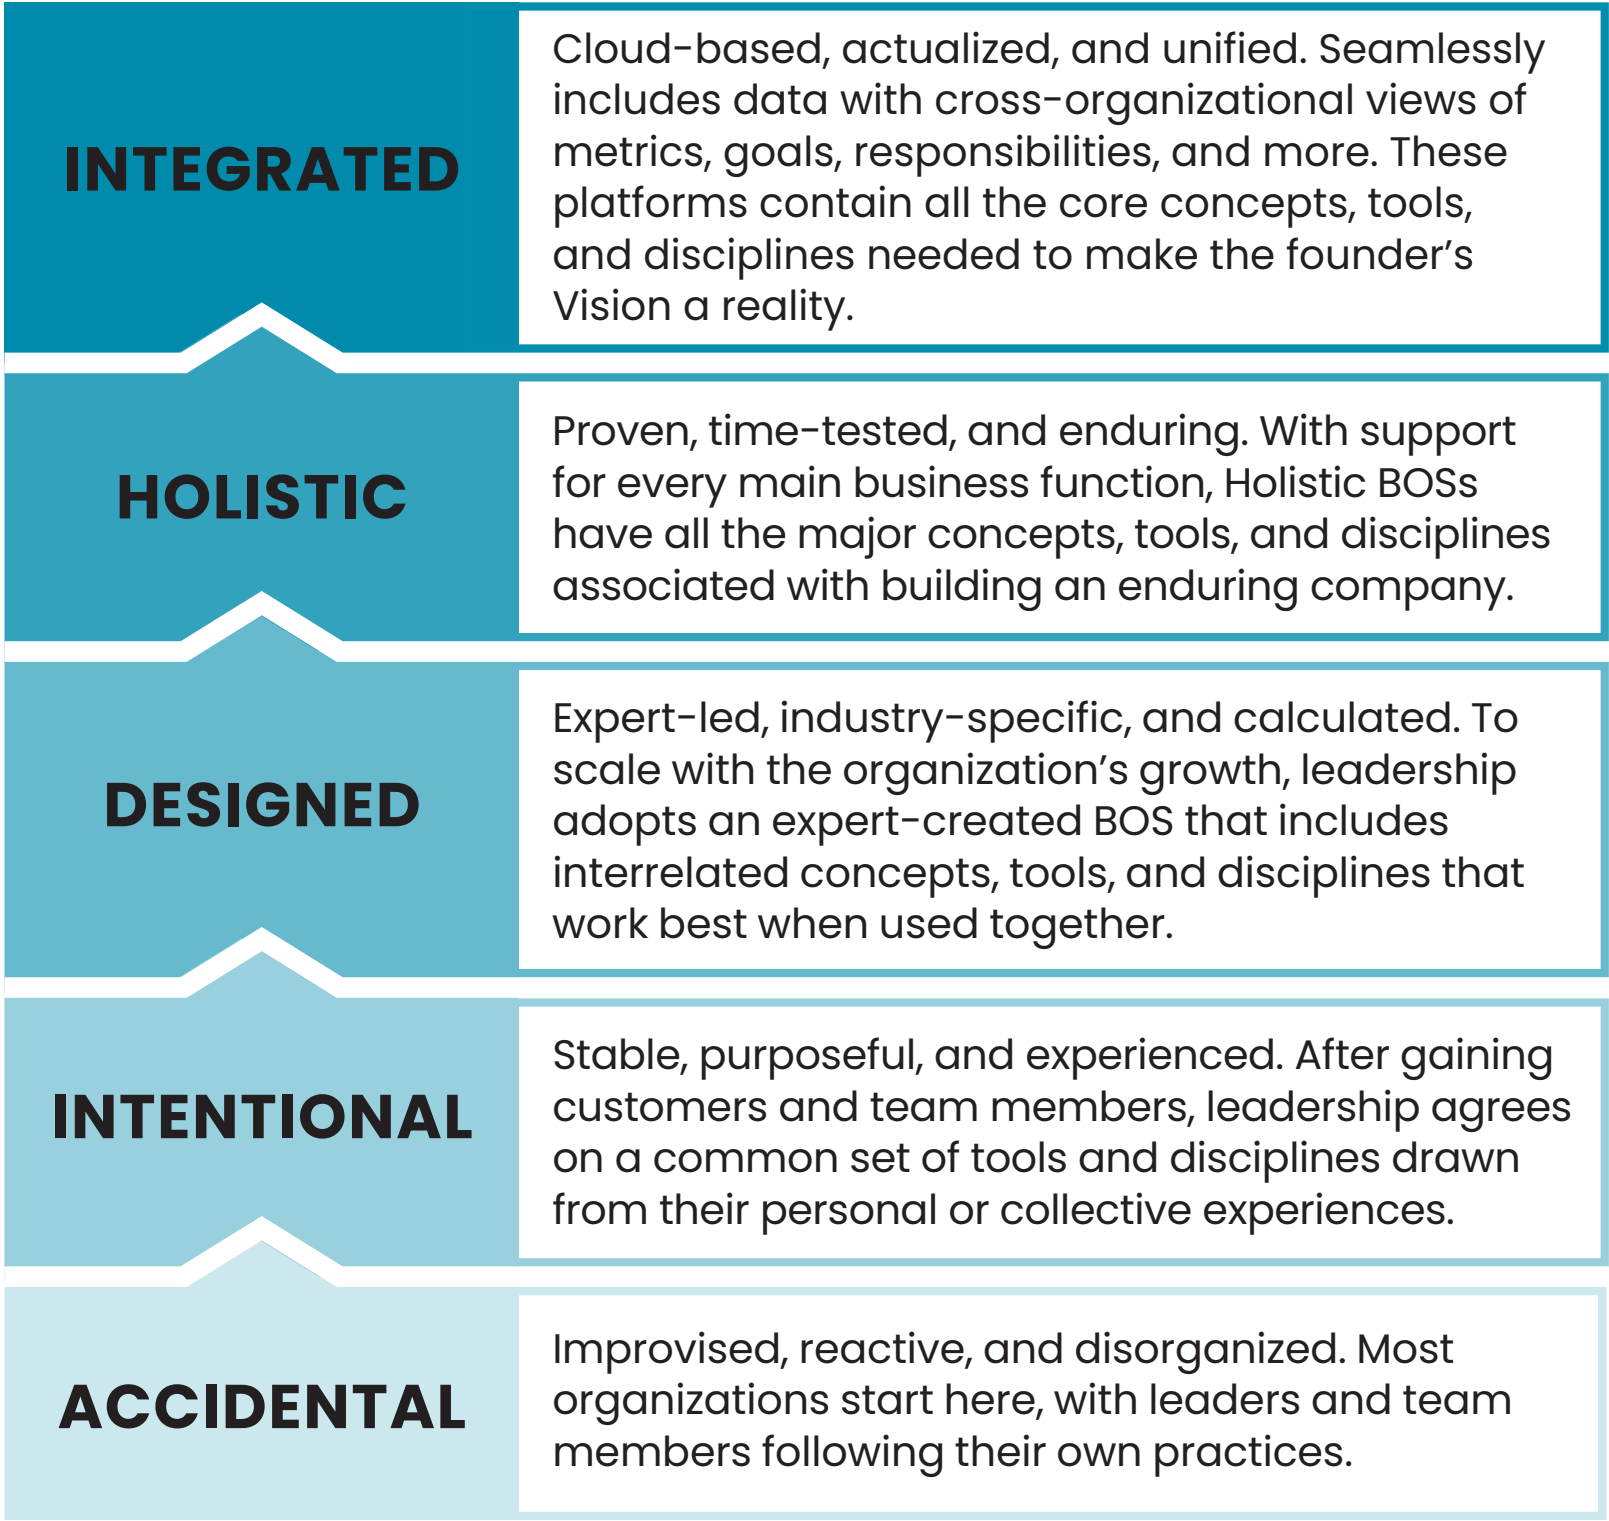 INTEGRATED
Cloud-based, actualized, and unified. Seamlessly
includes data with cross-organizational views of
metrics, goals, responsibilities, and more. These
platforms contain all the core concepts, tools,
and disciplines needed to make the founder’s
Vision a reality.
HOLISTIC
Proven, time-tested, and enduring. With support
for every main business function, Holistic BOSs
have all the major concepts, tools, and disciplines
associated with building an enduring company.
DESIGNED
Expert-led, industry-specific, and calculated. To
scale with the organization’s growth, leadership
adopts an expert-created BOS that includes
interrelated concepts, tools, and disciplines that
work best when used together.
INTENTIONAL
Stable, purposeful, and experienced. After gaining
customers and team members, leadership agrees
on a common set of tools and disciplines drawn
from their personal or collective experiences.
ACCIDENTAL
Improvised, reactive, and disorganized. Most
organizations start here, with leaders and team
members following their own practices.